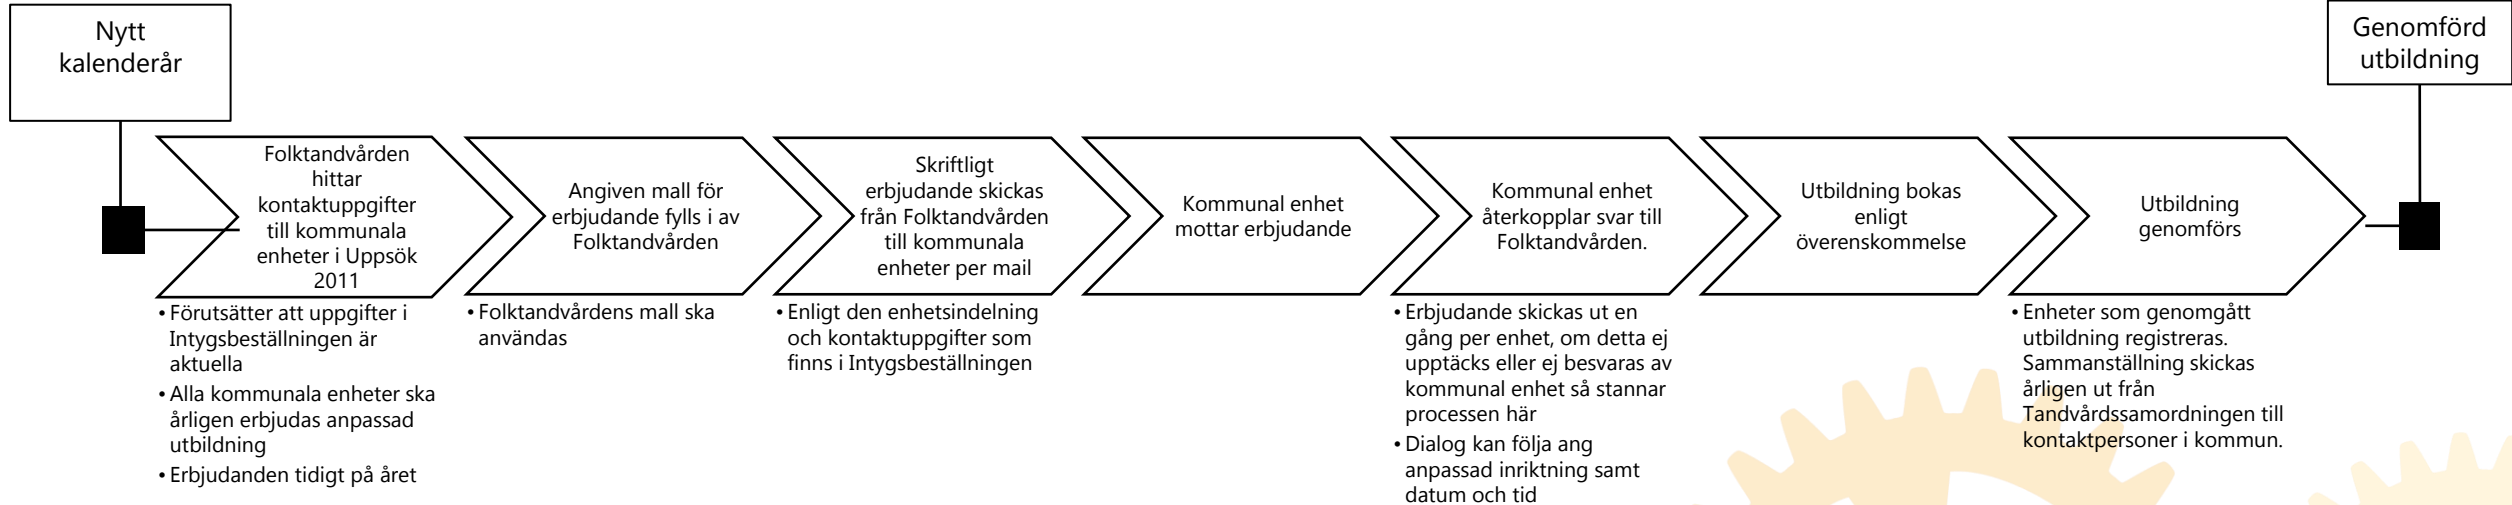 Nytt
kalenderår
Genomförd
utbildning
Folktandvården
hittar
kontaktuppgifter
till kommunala
enheter i Uppsök
2011
Angiven mall för
erbjudande fylls i av
Folktandvården
Skriftligt
erbjudande skickas
från Folktandvården
till kommunala
enheter per mail
Kommunal enhet
mottar erbjudande
Kommunal enhet
återkopplar svar till
Folktandvården.
Utbildning bokas
enligt
överenskommelse
Utbildning
genomförs
• Förutsätter att uppgifter i
Intygsbeställningen är
aktuella
• Alla kommunala enheter ska
årligen erbjudas anpassad
utbildning
• Erbjudanden tidigt på året
• Folktandvårdens mall ska
användas
• Enligt den enhetsindelning
och kontaktuppgifter som
finns i Intygsbeställningen
• Erbjudande skickas ut en
gång per enhet, om detta ej
upptäcks eller ej besvaras av
kommunal enhet så stannar
processen här
• Dialog kan följa ang
anpassad inriktning samt
datum och tid
• Enheter som genomgått
utbildning registreras.
Sammanställning skickas
årligen ut från
Tandvårdssamordningen till
kontaktpersoner i kommun.